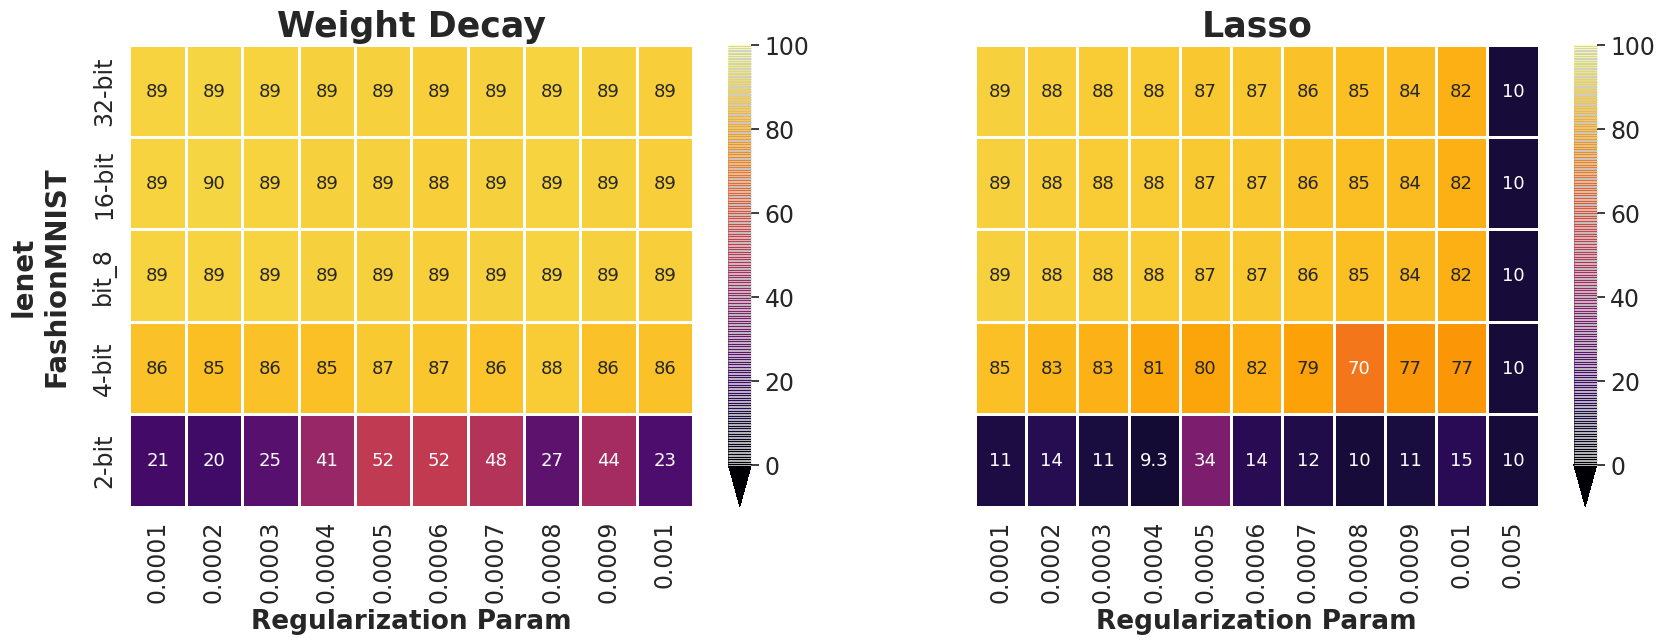 Weight Decay
lenet
FashionMNIST
32-bit 89 89 89 89 89 89 89 89 89 89
16-bit 89 90 89 89 89 88 89 89 89 89
bit_8 89 89 89 89 89 89 89 89 89 89
4-bit 86 85 86 85 87 87 86 88 86 86
2-bit 21 20 25 41 52 52 48 27 44 23
0.0001 0.0002 0.0003 0.0004 0.0005 0.0006 0.0007 0.0008 0.0009 0.001
Regularization Param
100
80
60
40
20
0
Lasso
89 88 88 88 87 87 86 85 84 82 10
89 88 88 88 87 87 86 85 84 82 10
89 88 88 88 87 87 86 85 84 82 10
85 83 83 81 80 82 79 70 77 77 10
11 14 11 9.3 34 14 12 10 11 15 10
0.0001 0.0002 0.0003 0.0004 0.0005 0.0006 0.0007 0.0008 0.0009 0.001 0.005
Regularization Param
100
80
60
40
20
0